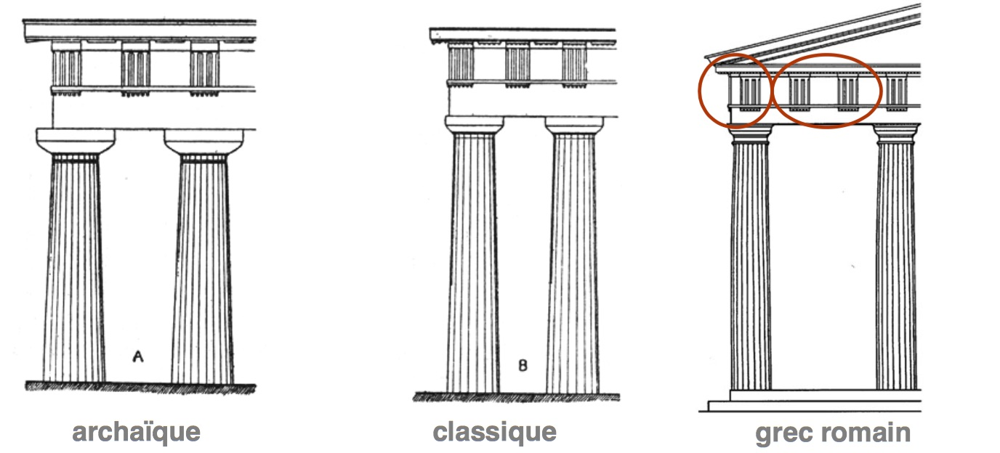 A
B
archaïque
classique
grec romain